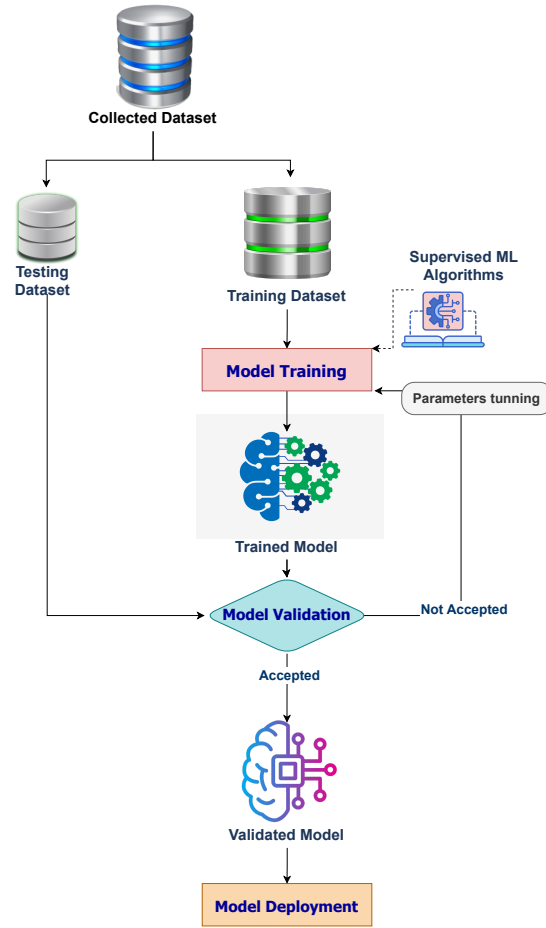 Collected Dataset
Testing
Dataset
Training Dataset
Supervised ML
Algorithms
Model Training
Parameters tunning
Trained Model
Model Validation
Not Accepted
Accepted
Validated Model
Model Deployment